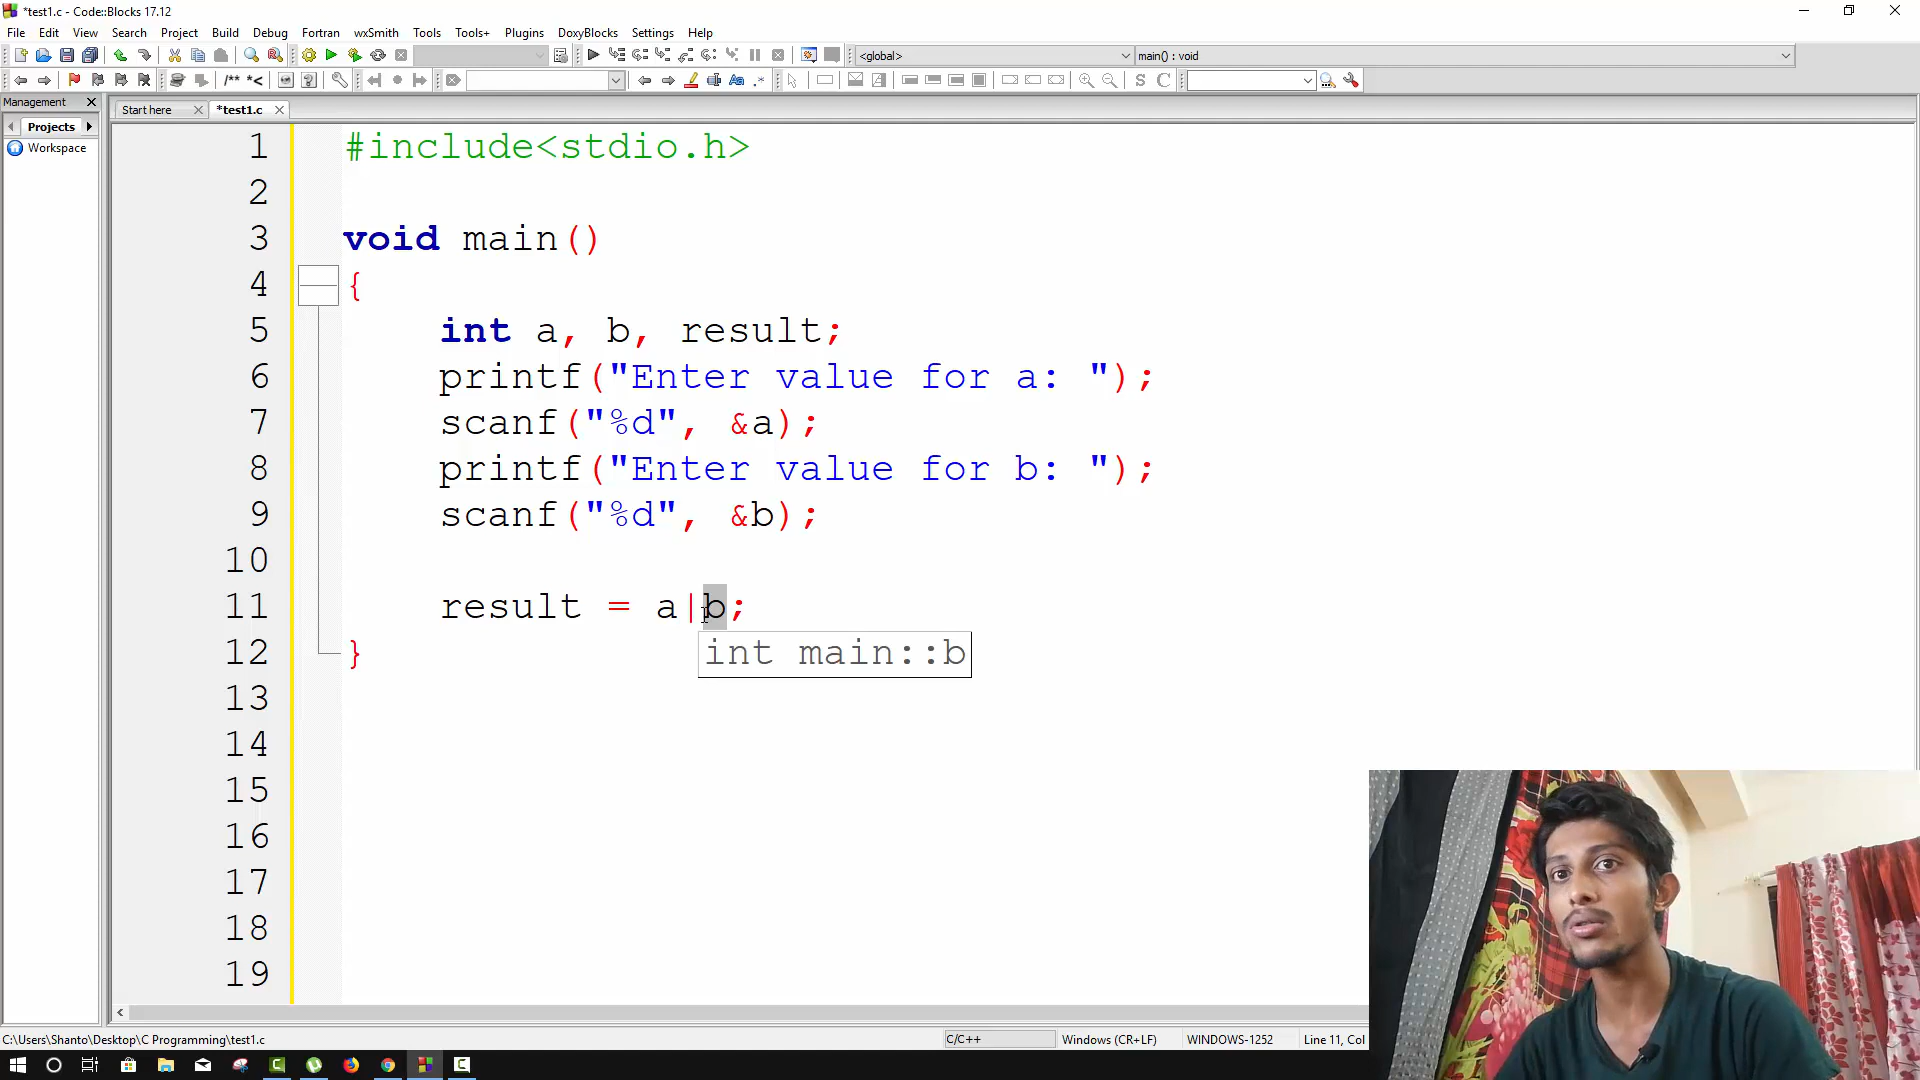 *test1.c - Code::Blocks 17.12
File Edit View Search Project Build Debug Fortran wxSmith Tools Tools+ Plugins DoxyBlocks Settings Help
<global> main() : void
/** *<
Management
Start here *test1.c
Projects
Workspace
1 #include<stdio.h>
2
3 void main()
4 {
5 int a, b, result;
6 printf("Enter value for a: ");
7 scanf("%d", &a);
8 printf("Enter value for b: ");
9 scanf("%d", &b);
10
11 result = a|b;
int main::b
12 }
13
14
15
16
17
18
19
C:\Users\Shanto\Desktop\C Programming\test1.c C/C++ Windows (CR+LF) WINDOWS-1252 Line 11, Col